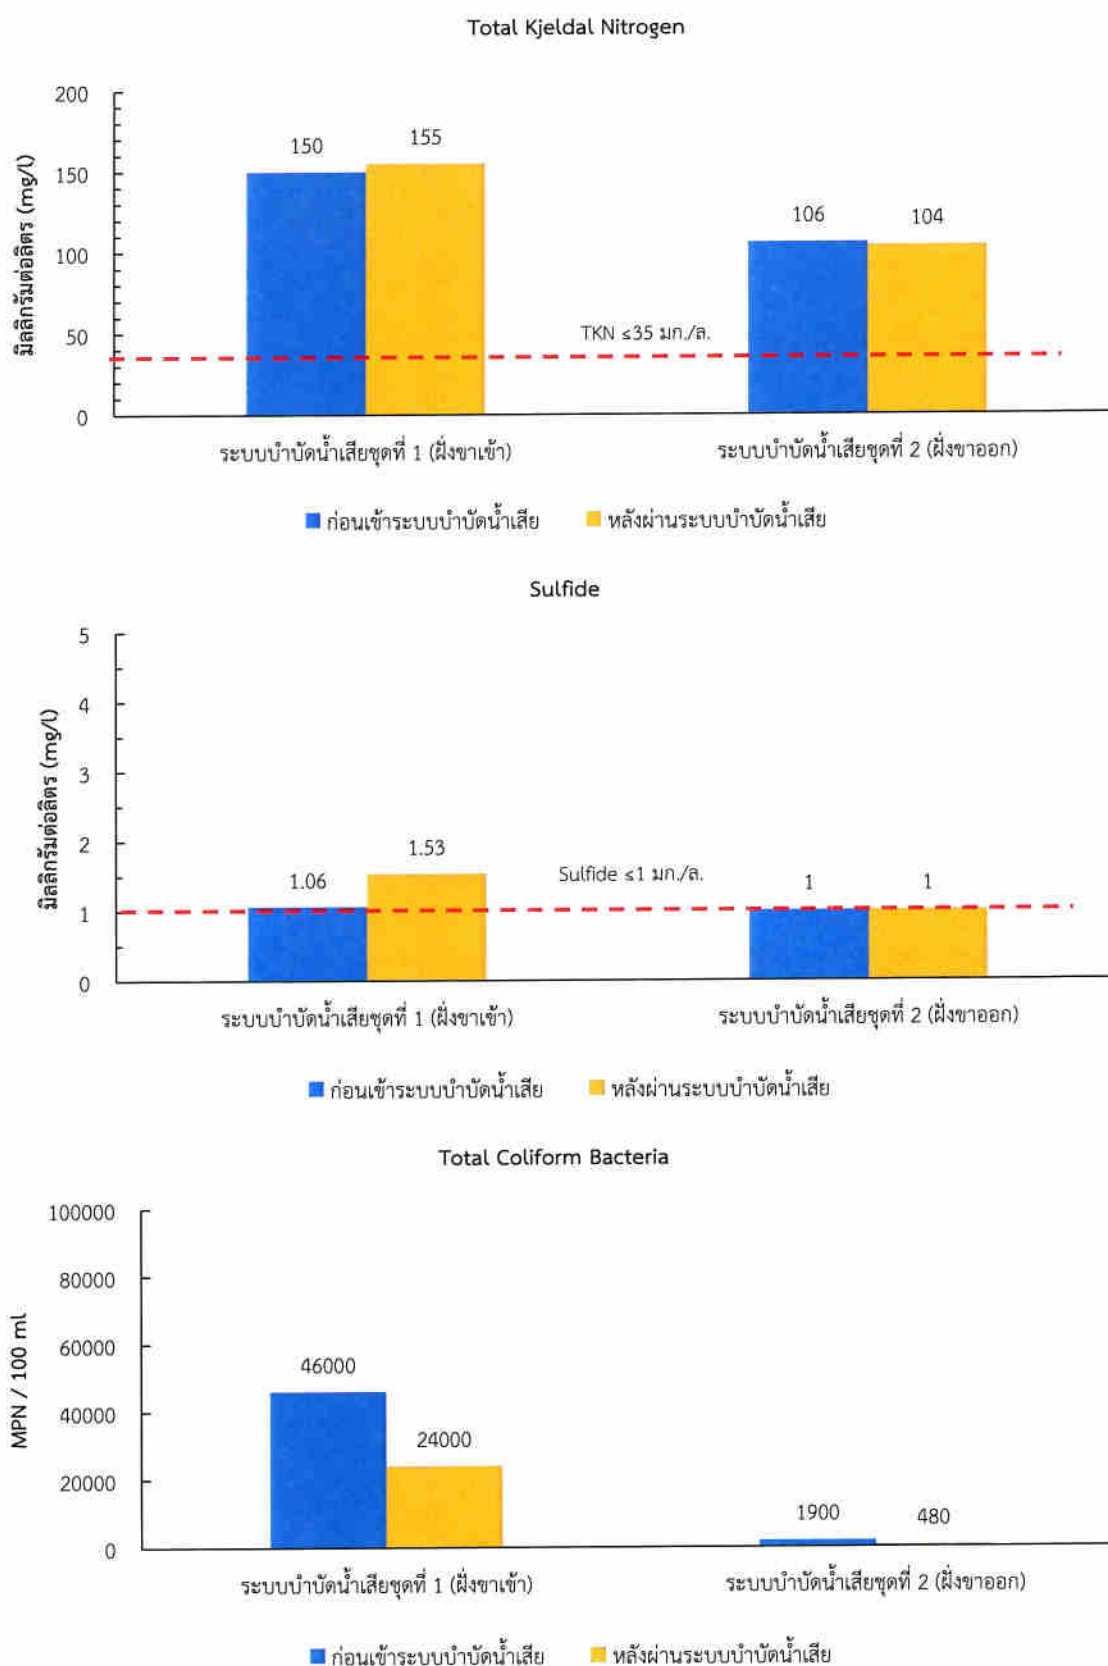 Total Kjeldal Nitrogen
มิลลิกรัมต่อลิตร (mg/l)
200
150
100
50
0
150
155
106
104
TKN ≤35 มก./ล.
ระบบบำบัดน้ำเสียชุดที่ 1 (ฝั่งขาเข้า)
ระบบบำบัดน้ำเสียชุดที่ 2 (ฝั่งขาออก)
ก่อนเข้าระบบบำบัดน้ำเสีย
หลังผ่านระบบบำบัดน้ำเสีย
Sulfide
มิลลิกรัมต่อลิตร (mg/l)
5
4
3
2
1
0
1.06
1.53
Sulfide ≤1 มก./ล.
1
1
ระบบบำบัดน้ำเสียชุดที่ 1 (ฝั่งขาเข้า)
ระบบบำบัดน้ำเสียชุดที่ 2 (ฝั่งขาออก)
ก่อนเข้าระบบบำบัดน้ำเสีย
หลังผ่านระบบบำบัดน้ำเสีย
Total Coliform Bacteria
MPN / 100 ml
100000
80000
60000
40000
20000
0
46000
24000
1900
480
ระบบบำบัดน้ำเสียชุดที่ 1 (ฝั่งขาเข้า)
ระบบบำบัดน้ำเสียชุดที่ 2 (ฝั่งขาออก)
ก่อนเข้าระบบบำบัดน้ำเสีย
หลังผ่านระบบบำบัดน้ำเสีย